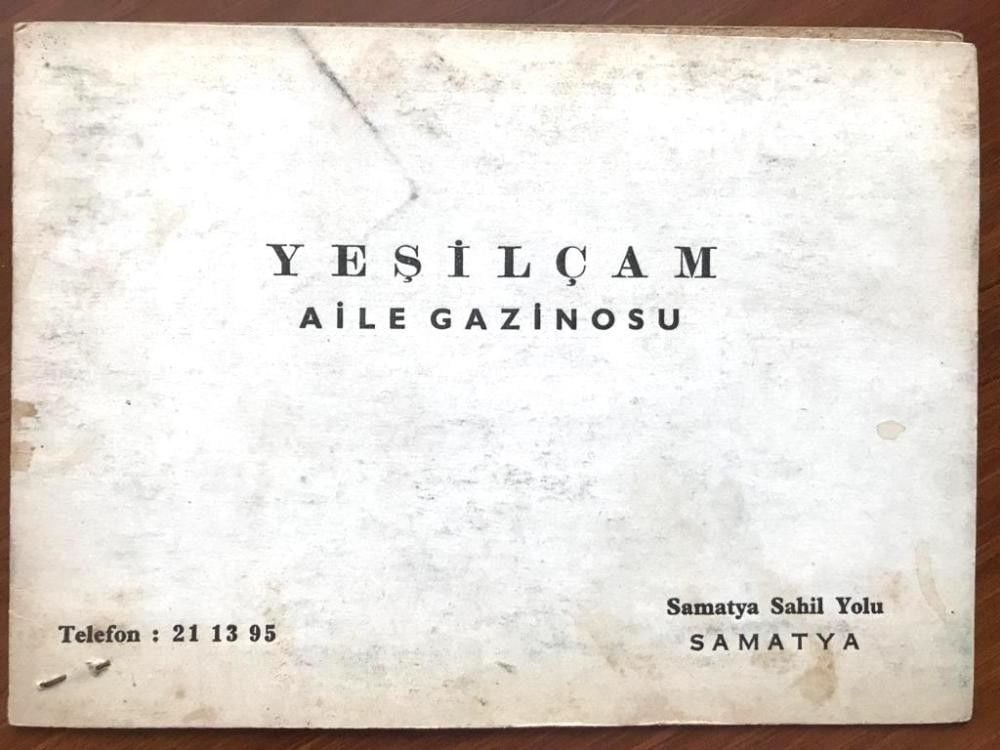 YEŞİLÇAM
AİLE GAZİNOSU
Telefon : 21 13 95
Samatya Sahil Yolu
SAMATYA